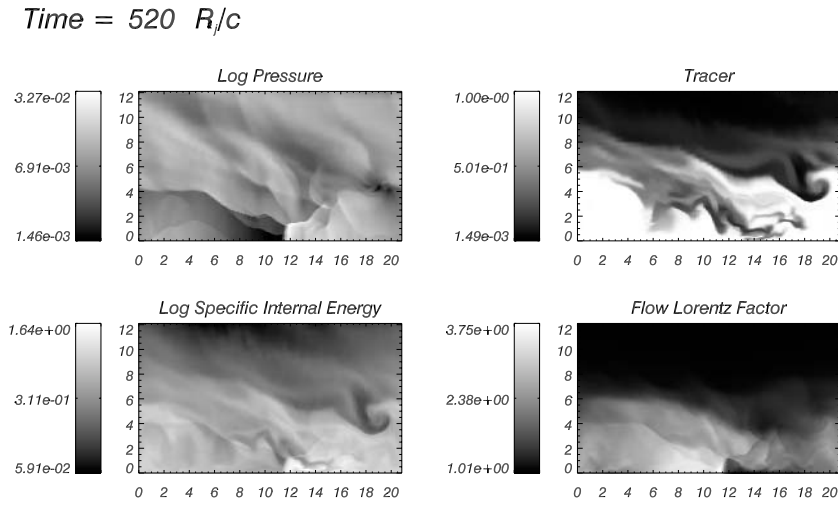 Time = 520 Rj/c
Log Pressure
Tracer
3.27e-02
6.91e-03
1.46e-03
12
10
8
6
4
2
0
0 2 4 6 8 10 12 14 16 18 20
1.00e-00
5.01e-01
1.49e-03
12
10
8
6
4
2
0
0 2 4 6 8 10 12 14 16 18 20
Log Specific Internal Energy
Flow Lorentz Factor
1.64e+00
3.11e-01
5.91e-02
12
10
8
6
4
2
0
0 2 4 6 8 10 12 14 16 18 20
3.75e+00
2.38e+00
1.01e+00
12
10
8
6
4
2
0
0 2 4 6 8 10 12 14 16 18 20